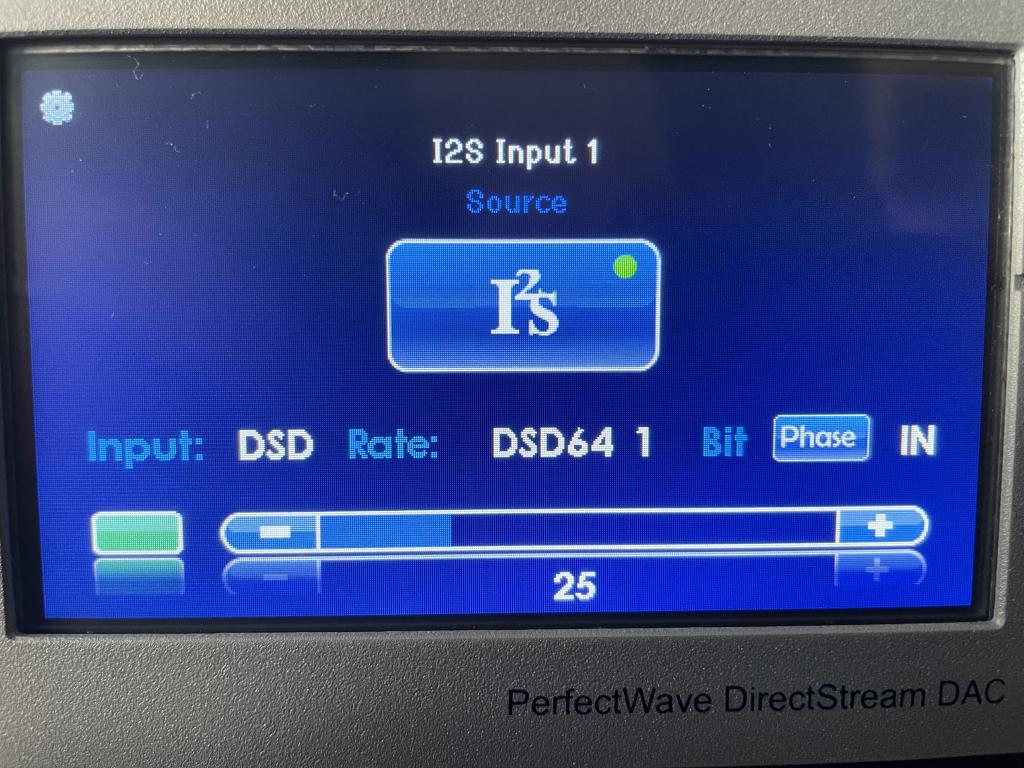 I2S Input 1
Source
I²S
Input: DSD Rate: DSD64 1 Bit Phase IN
- +
25
PerfectWave DirectStream DAC